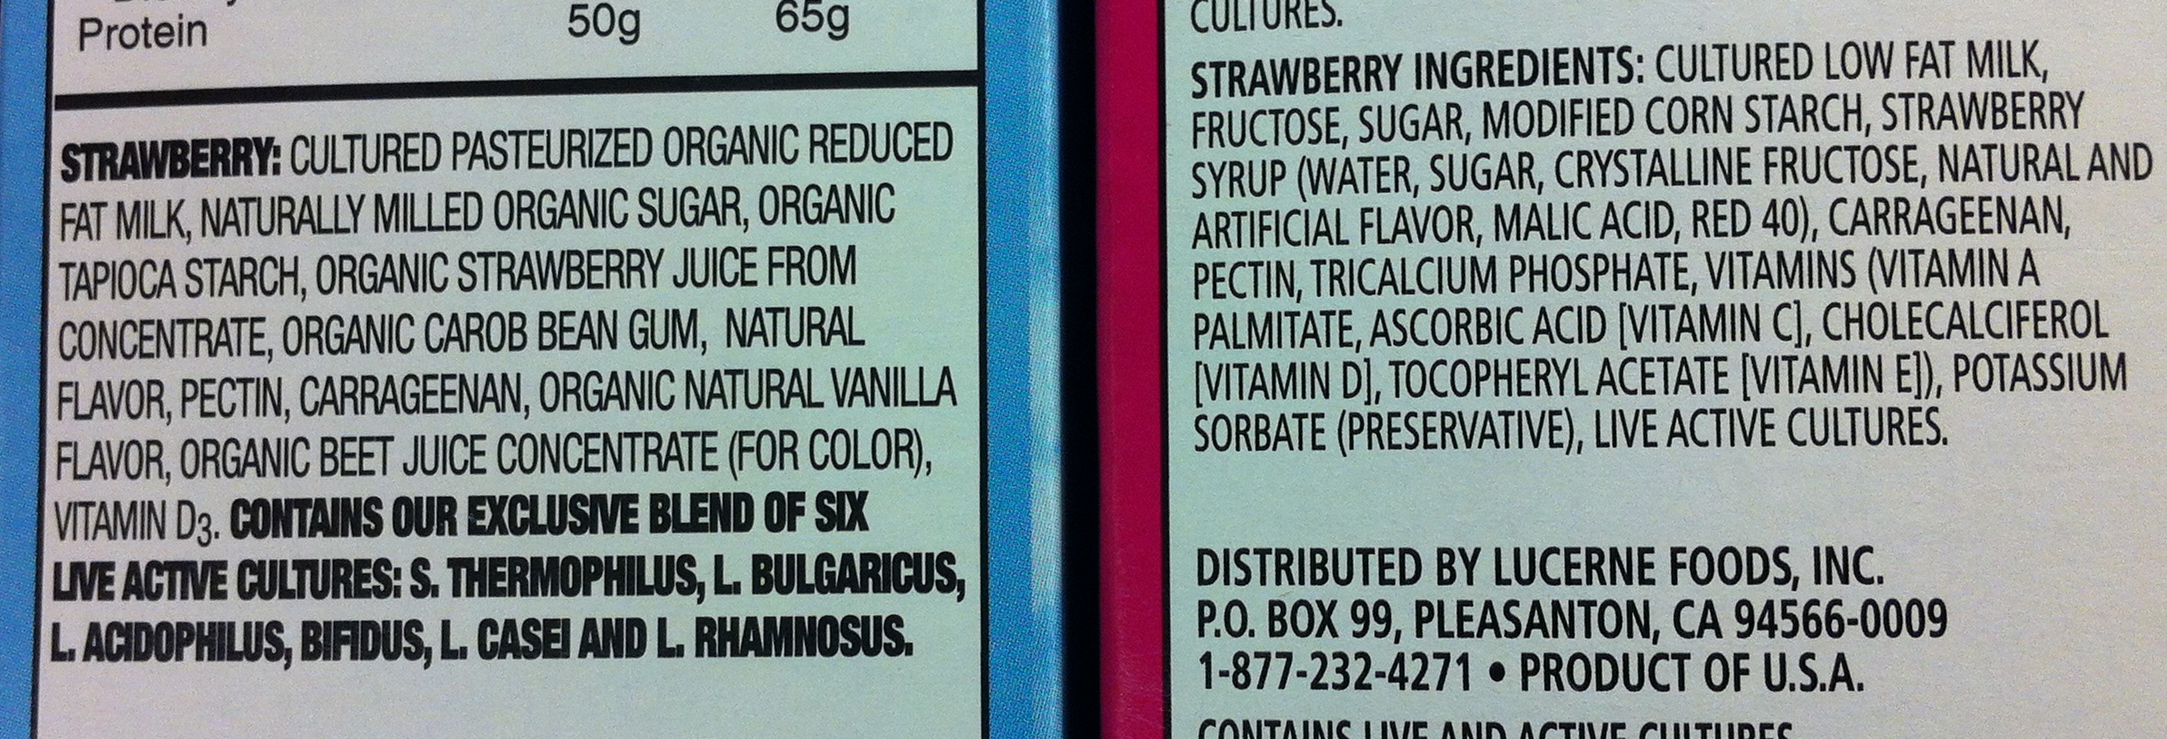 Protein 50g 65g
STRAWBERRY: CULTURED PASTEURIZED ORGANIC REDUCED
FAT MILK, NATURALLY MILLED ORGANIC SUGAR, ORGANIC
TAPIOCA STARCH, ORGANIC STRAWBERRY JUICE FROM
CONCENTRATE, ORGANIC CAROB BEAN GUM, NATURAL
FLAVOR, PECTIN, CARRAGEENAN, ORGANIC NATURAL VANILLA
FLAVOR, ORGANIC BEET JUICE CONCENTRATE (FOR COLOR),
VITAMIN D3. CONTAINS OUR EXCLUSIVE BLEND OF SIX
LIVE ACTIVE CULTURES: S. THERMOPHILUS, L. BULGARICUS,
L. ACIDOPHILUS, BIFIDUS, L. CASEI AND L. RHAMNOSUS.
CULTURES.
STRAWBERRY INGREDIENTS: CULTURED LOW FAT MILK,
FRUCTOSE, SUGAR, MODIFIED CORN STARCH, STRAWBERRY
SYRUP (WATER, SUGAR, CRYSTALLINE FRUCTOSE, NATURAL AND
ARTIFICIAL FLAVOR, MALIC ACID, RED 40), CARRAGEENAN,
PECTIN, TRICALCIUM PHOSPHATE, VITAMINS (VITAMIN A
PALMITATE, ASCORBIC ACID [VITAMIN C], CHOLECALCIFEROL
[VITAMIN D], TOCOPHERYL ACETATE [VITAMIN E]), POTASSIUM
SORBATE (PRESERVATIVE), LIVE ACTIVE CULTURES.
DISTRIBUTED BY LUCERNE FOODS, INC.
P.O. BOX 99, PLEASANTON, CA 94566-0009
1-877-232-4271 • PRODUCT OF U.S.A.
CONTAINS LIVE AND ACTIVE CULTURES